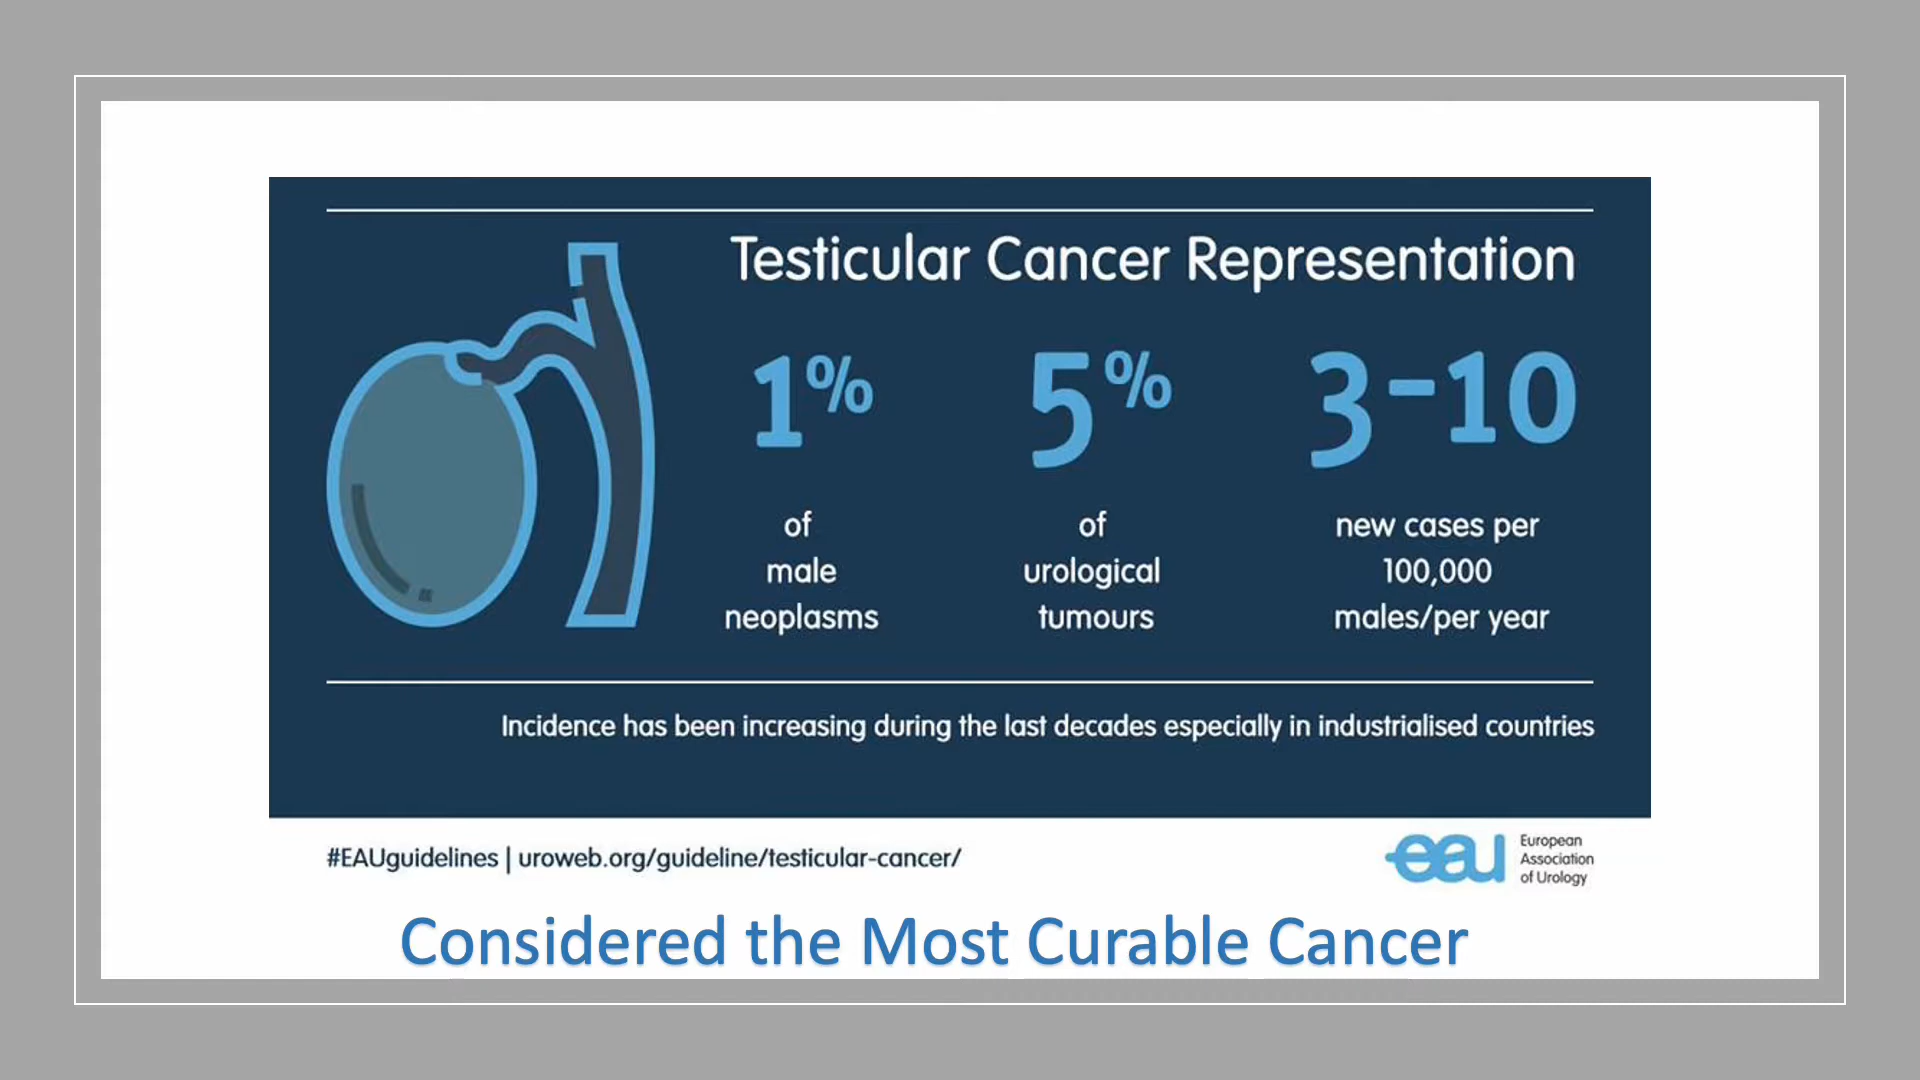 Testicular Cancer Representation
1%
of
male
neoplasms
5%
of
urological
tumours
3-10
new cases per
100,000
males/per year
Incidence has been increasing during the last decades especially in industrialised countries
#EAUguidelines | uroweb.org/guideline/testicular-cancer/
eau
European
Association
of Urology
Considered the Most Curable Cancer